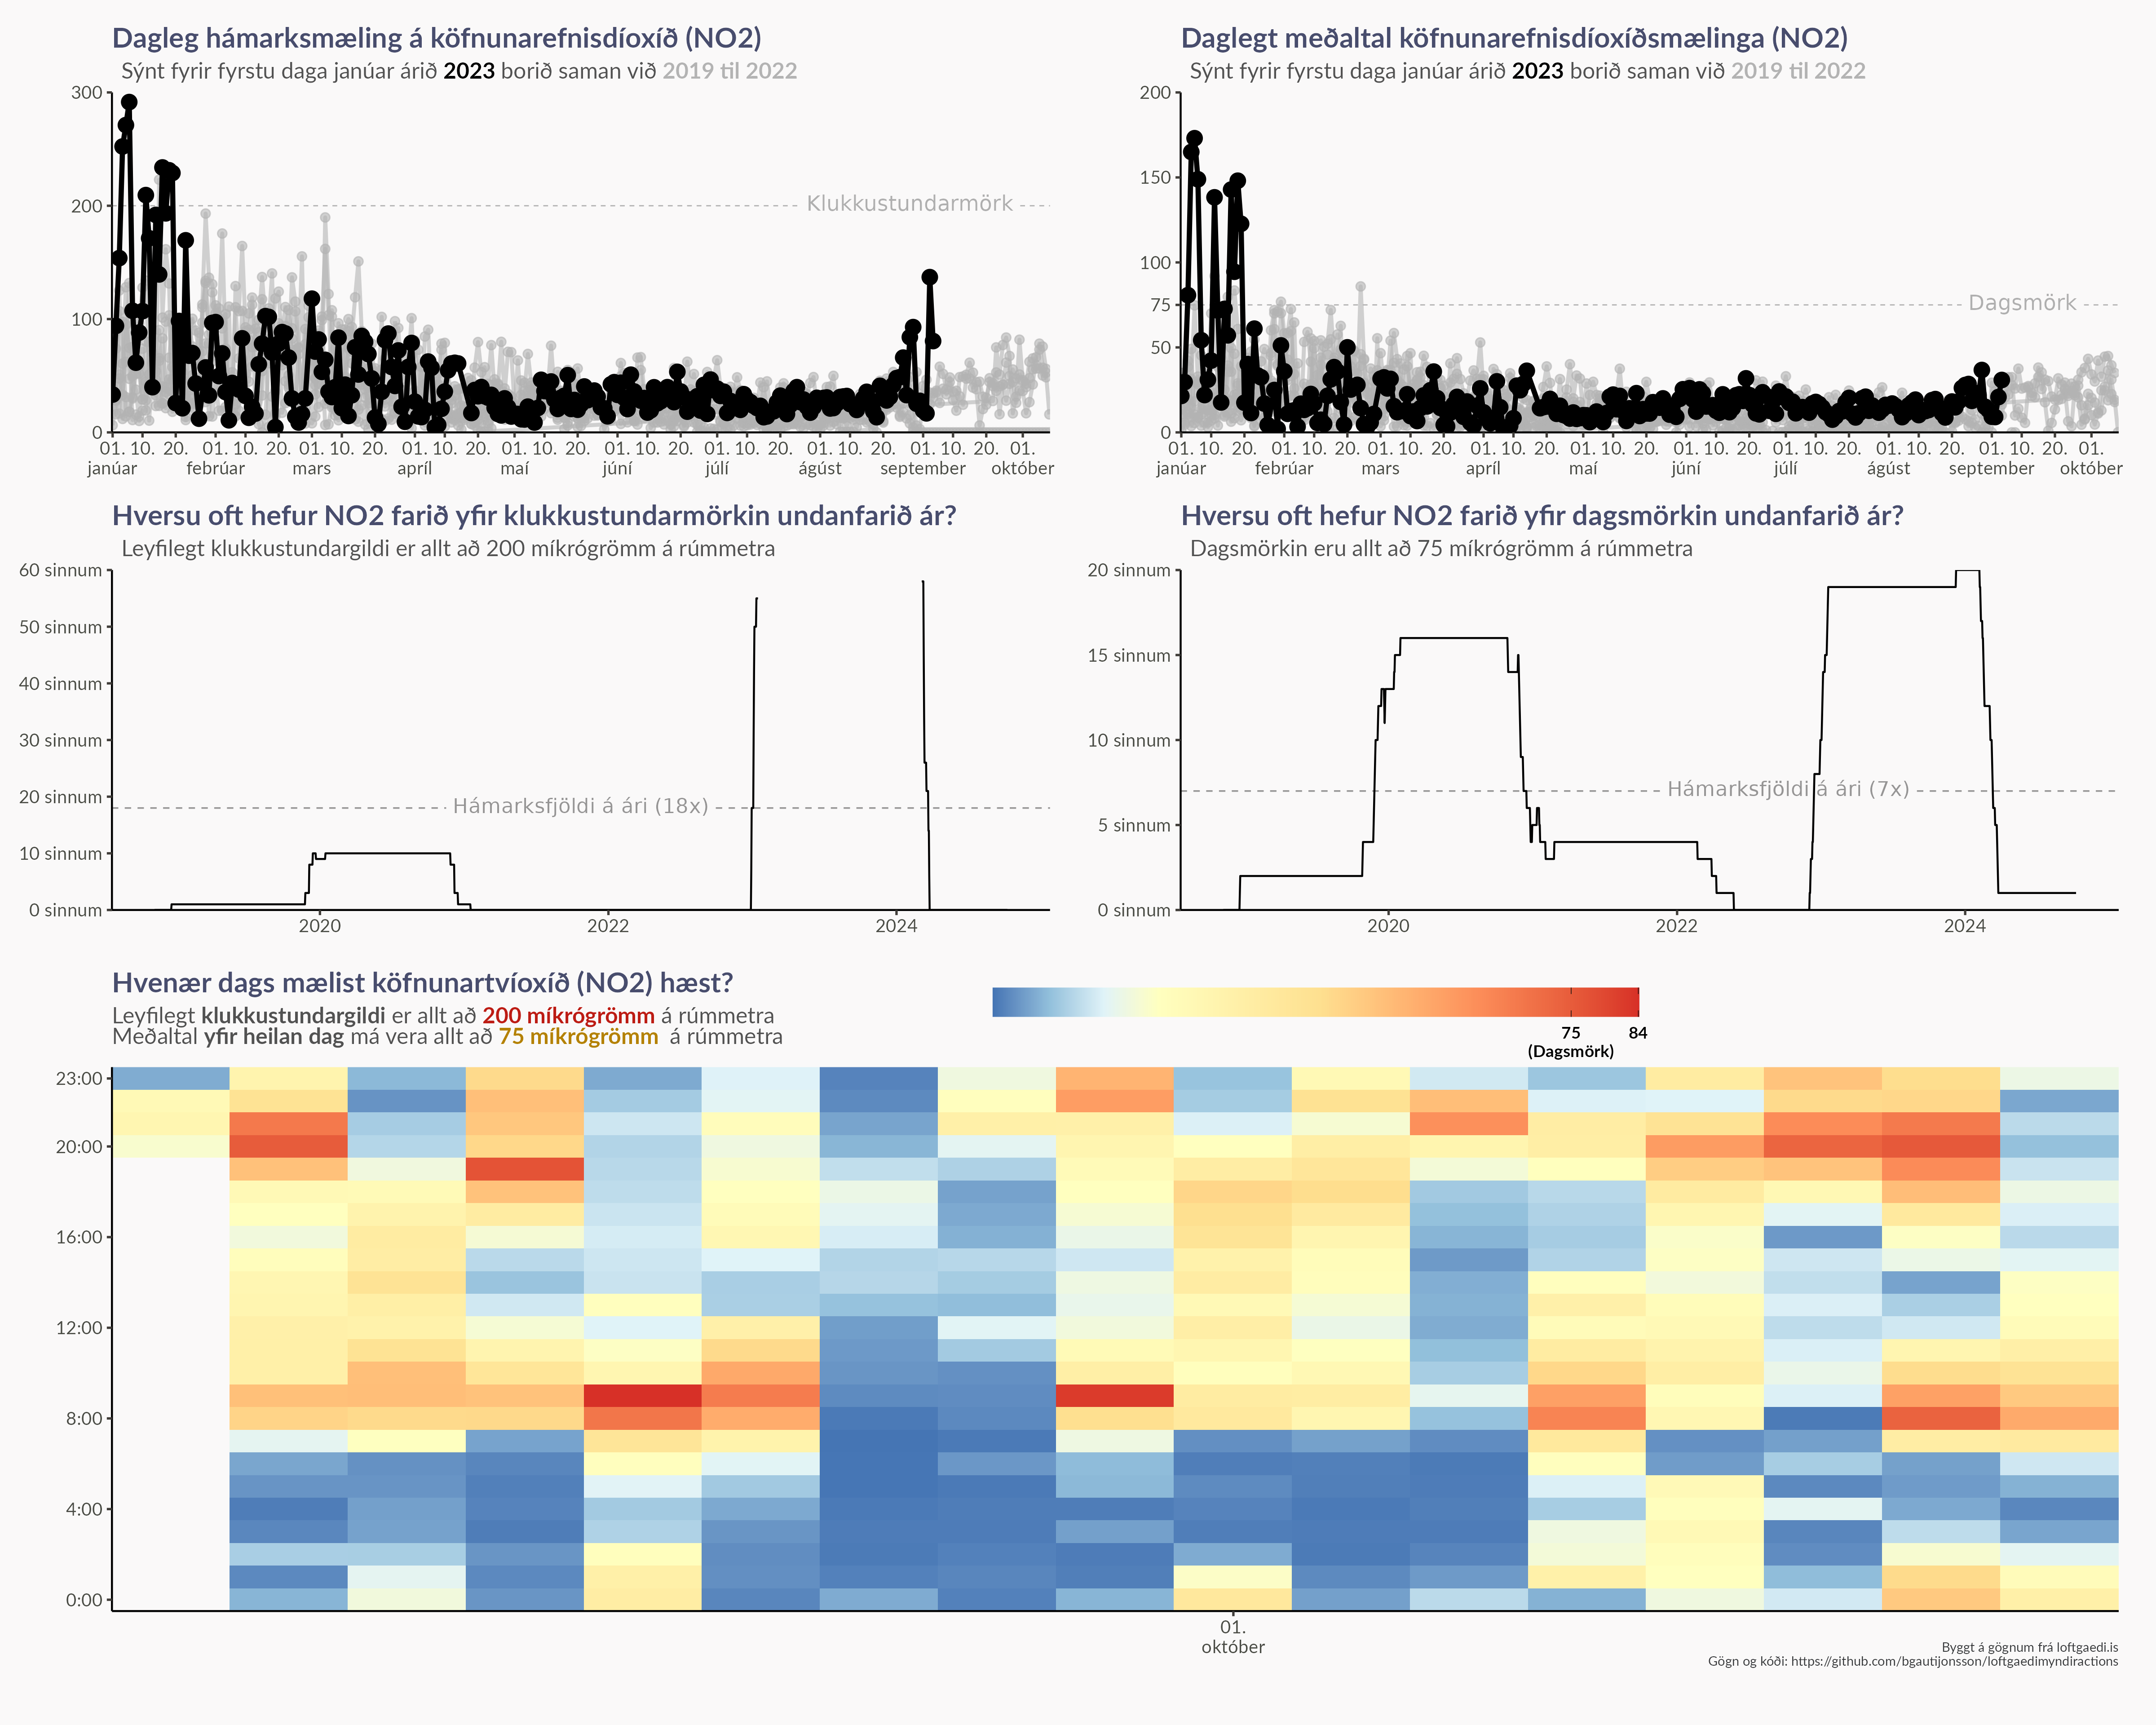 Dagleg hámarksmæling á köfnunarefnisdíoxíð (NO2)
Sýnt fyrir fyrstu daga janúar árið 2023 borið saman við 2019 til 2022
300
200
100
0
Klukkustundarmörk
01. 10. 20. 01. 10. 20. 01. 10. 20. 01. 10. 20. 01. 10. 20. 01. 10. 20. 01. 10. 20. 01. 10. 20. 01. 10. 20. 01.
janúar febrúar mars apríl maí júní júlí ágúst september október
Daglegt meðaltal köfnunarefnisdíoxíðsmælinga (NO2)
Sýnt fyrir fyrstu daga janúar árið 2023 borið saman við 2019 til 2022
200
150
100
75
50
0
Dagsmörk
01. 10. 20. 01. 10. 20. 01. 10. 20. 01. 10. 20. 01. 10. 20. 01. 10. 20. 01. 10. 20. 01. 10. 20. 01. 10. 20. 01.
janúar febrúar mars apríl maí júní júlí ágúst september október
Hversu oft hefur NO2 farið yfir klukkustundarmörkin undanfarið ár?
Leyfilegt klukkustundargildi er allt að 200 míkrógrömm á rúmmetra
60 sinnum
50 sinnum
40 sinnum
30 sinnum
20 sinnum
10 sinnum
0 sinnum
Hámarksfjöldi á ári (18x)
2020 2022 2024
Hversu oft hefur NO2 farið yfir dagsmörkin undanfarið ár?
Dagsmörkin eru allt að 75 míkrógrömm á rúmmetra
20 sinnum
15 sinnum
10 sinnum
5 sinnum
0 sinnum
Hámarksfjöldi á ári (7x)
2020 2022 2024
Hvenær dags mælist köfnunartvíoxíð (NO2) hæst?
Leyfilegt klukkustundargildi er allt að 200 míkrógrömm á rúmmetra
Meðaltal yfir heilan dag má vera allt að 75 míkrógrömm á rúmmetra
75 84
(Dagsmörk)
23:00
20:00
16:00
12:00
8:00
4:00
0:00
01.
október
Byggt á gögnum frá loftgaedi.is
Gögn og kóði: https://github.com/bgautijonsson/loftgaedimyndiractions